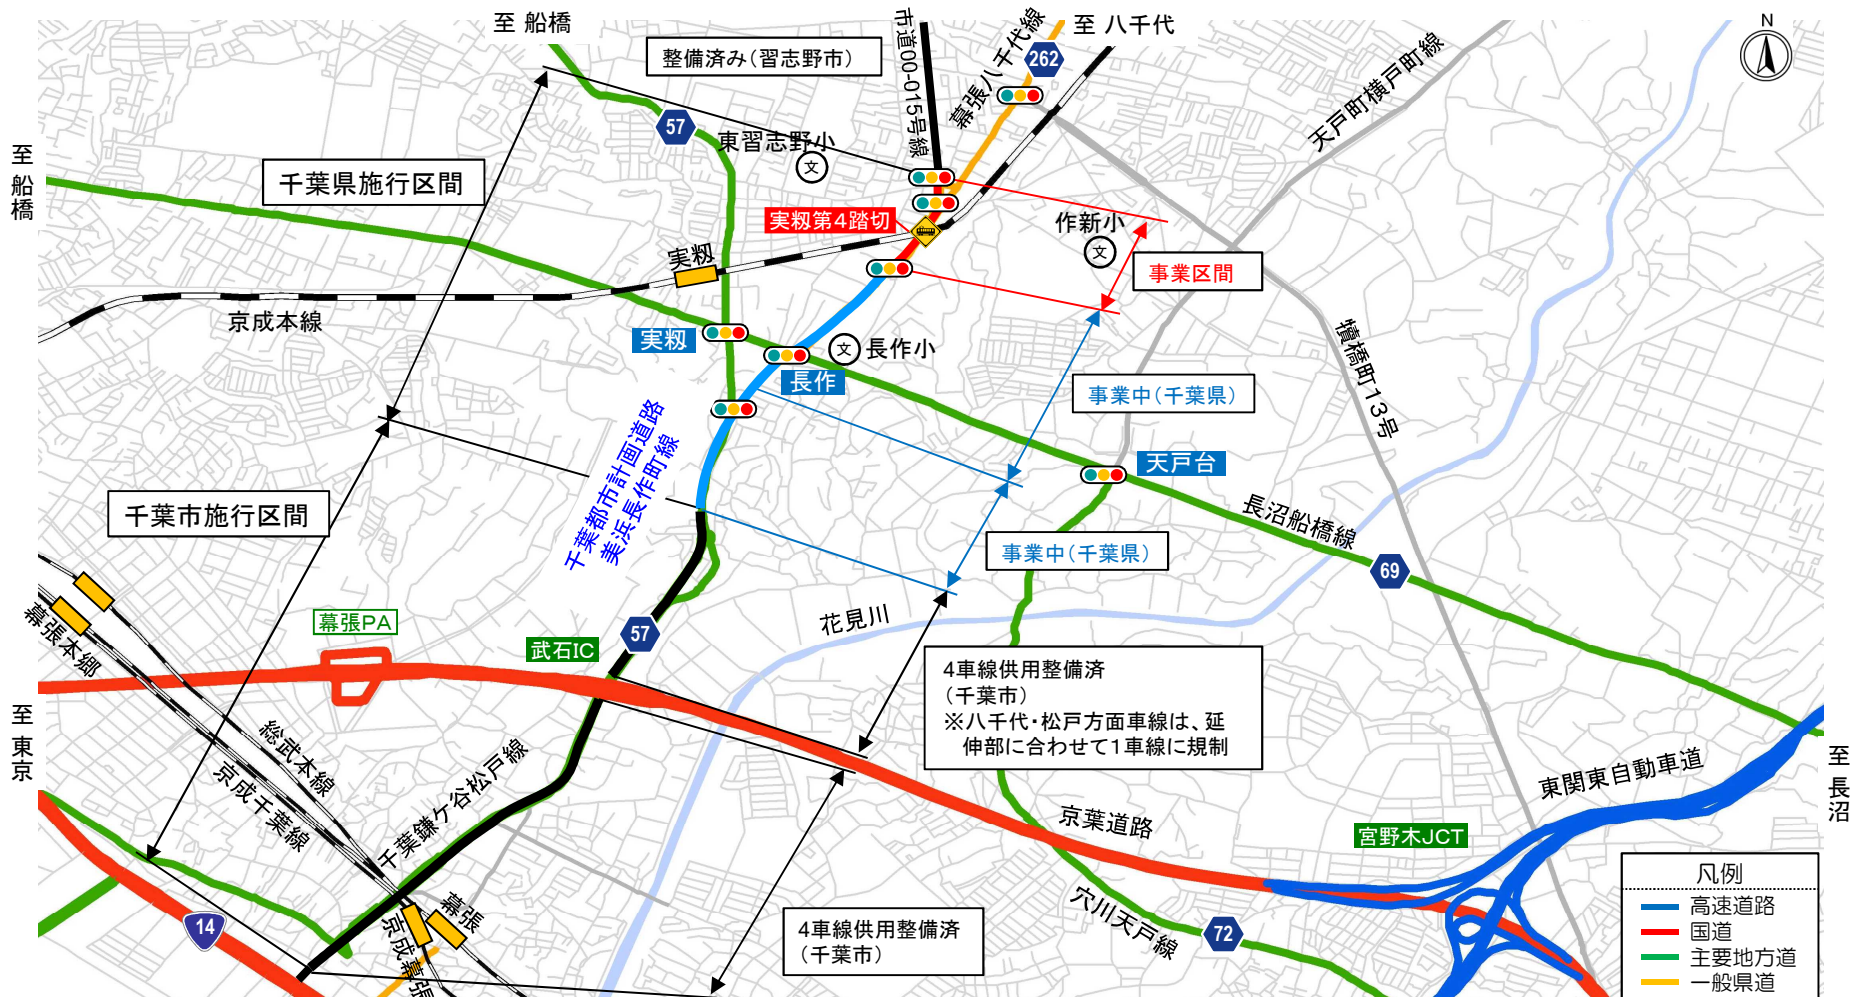 至 船橋
整備済み(習志野市)
市道00-015号線
幕張八千代線
至 八千代
262
N
天戸町横戸町線
57
東習志野小
文
至 船橋
千葉県施行区間
実籾第4踏切
作新小
文
事業区間
実籾
京成本線
実籾
文
長作小
長作
犢橋町13号
事業中(千葉県)
千葉都市計画道路
美浜長作町線
天戸台
長沼船橋線
千葉市施行区間
事業中(千葉県)
69
幕張本郷
幕張PA
武石IC
57
花見川
4車線供用整備済
(千葉市)
※八千代・松戸方面車線は、延
伸部に合わせて1車線に規制
至 東京
総武本線
京成千葉線
千葉鎌ケ谷松戸線
東関東自動車道
至 長沼
京葉道路
宮野木JCT
穴川天戸線
72
14
幕張
京成幕張
4車線供用整備済
(千葉市)
凡例
高速道路
国道
主要地方道
一般県道